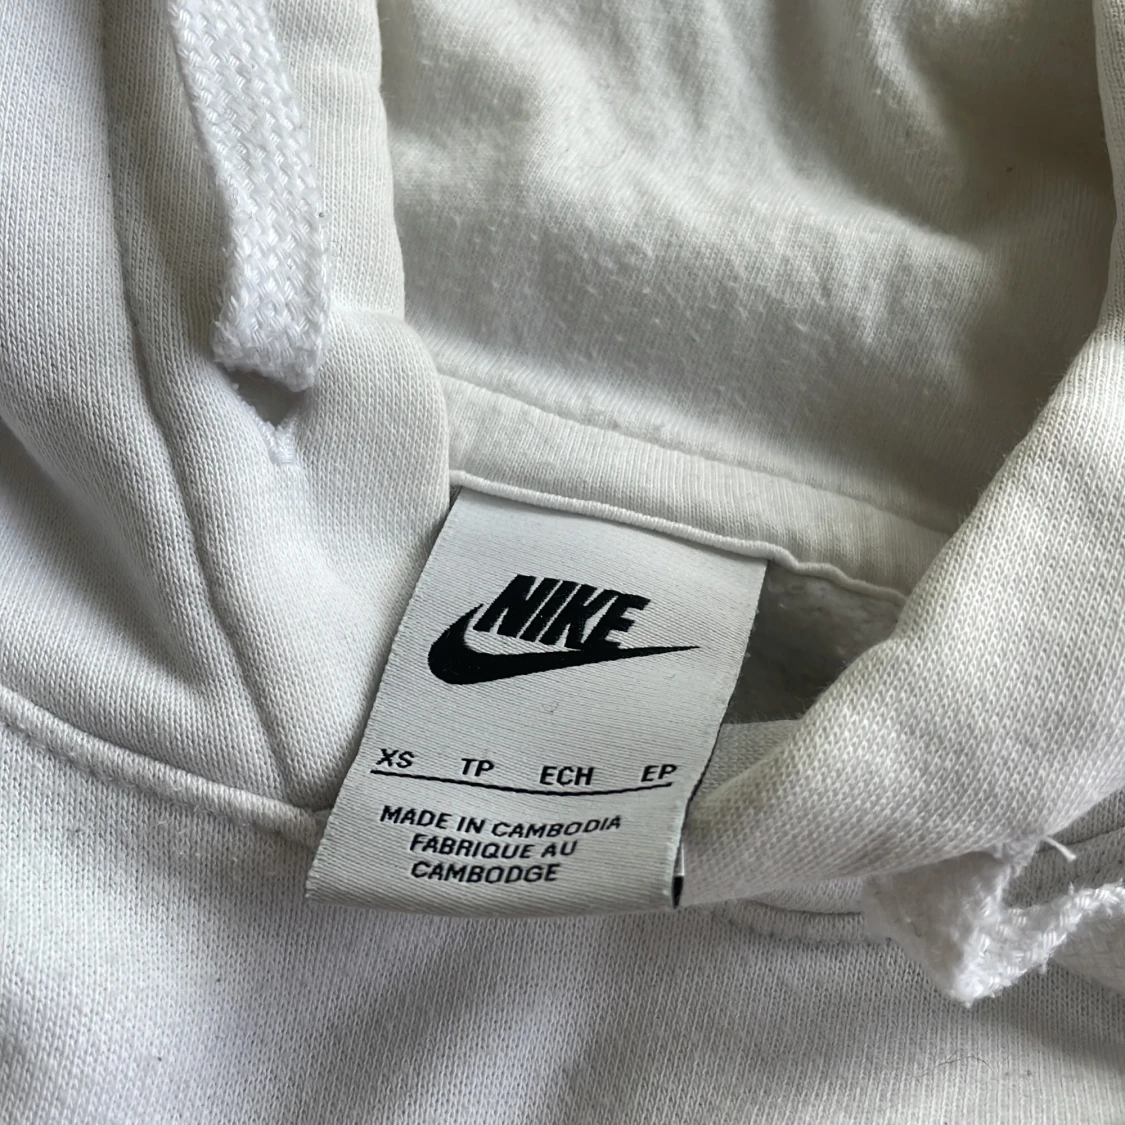 NIKE
XS TP ECH EP
MADE IN CAMBODIA
FABRIQUE AU
CAMBODGE